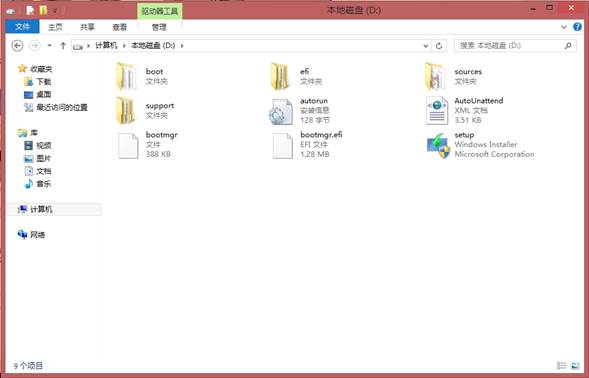 驱动器工具
本地磁盘 (D:)
文件
主页
共享
查看
管理
计算机
本地磁盘 (D:)
搜索 本地磁盘 (D:)
收藏夹
下载
桌面
最近访问的位置
库
视频
图片
文档
音乐
计算机
网络
boot
文件夹
efi
文件夹
sources
文件夹
support
文件夹
autorun
安装信息
128 字节
AutoUnattend
XML 文档
3.51 KB
bootmgr
文件
388 KB
bootmgr.efi
EFI 文件
1.28 MB
setup
Windows Installer
Microsoft Corporation
9 个项目